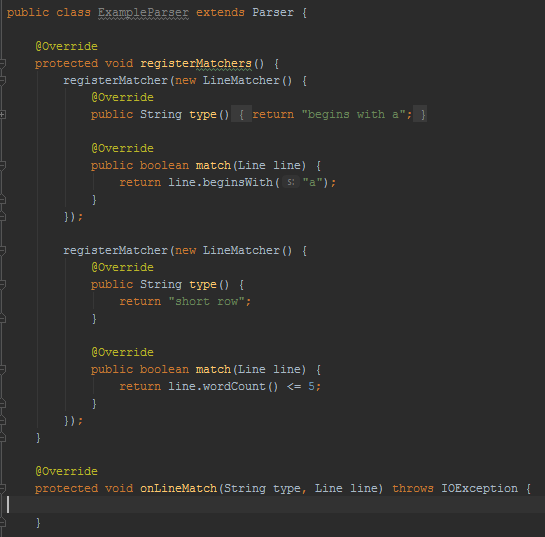 public class ExampleParser extends Parser {
@Override
protected void registerMatchers() {
registerMatcher(new LineMatcher() {
@Override
public String type() { return "begins with a"; }
@Override
public boolean match(Line line) {
return line.beginsWith( s: "a");
}
});
registerMatcher(new LineMatcher() {
@Override
public String type() {
return "short row";
}
@Override
public boolean match(Line line) {
return line.wordCount() <= 5;
}
});
}
@Override
protected void onLineMatch(String type, Line line) throws IOException {
}